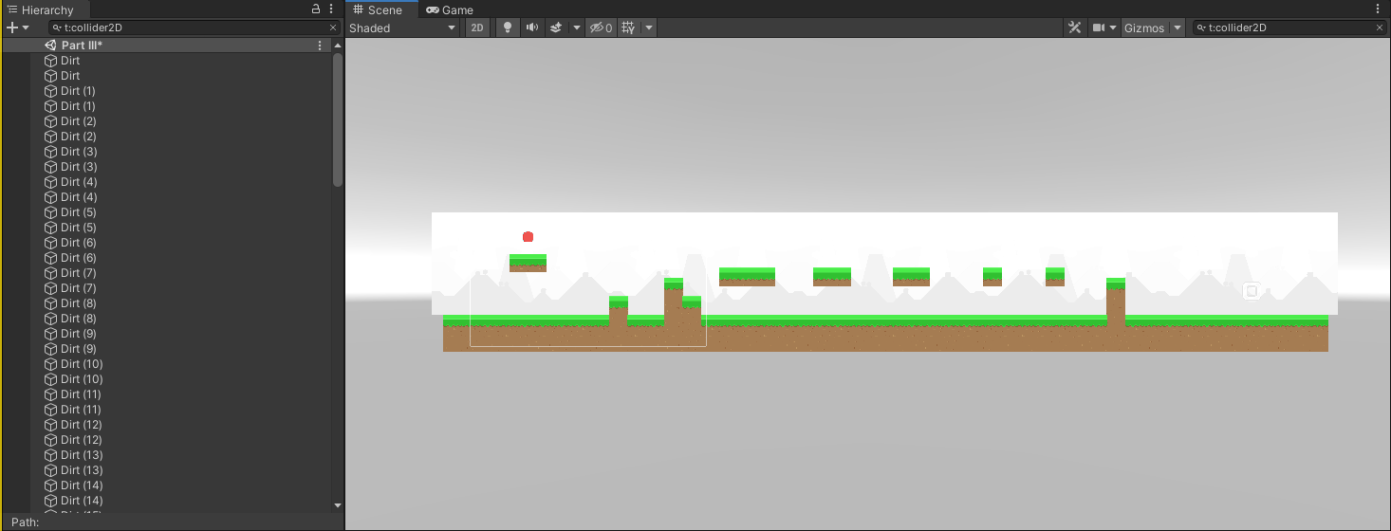 Hierarchy
t:collider2D
Part III*
Dirt
Dirt
Dirt (1)
Dirt (1)
Dirt (2)
Dirt (2)
Dirt (3)
Dirt (3)
Dirt (4)
Dirt (4)
Dirt (5)
Dirt (5)
Dirt (6)
Dirt (6)
Dirt (7)
Dirt (7)
Dirt (8)
Dirt (8)
Dirt (9)
Dirt (9)
Dirt (10)
Dirt (10)
Dirt (11)
Dirt (11)
Dirt (12)
Dirt (12)
Dirt (13)
Dirt (13)
Dirt (14)
Dirt (14)
Path:
Scene Game
Shaded 2D 0 Gizmos t:collider2D